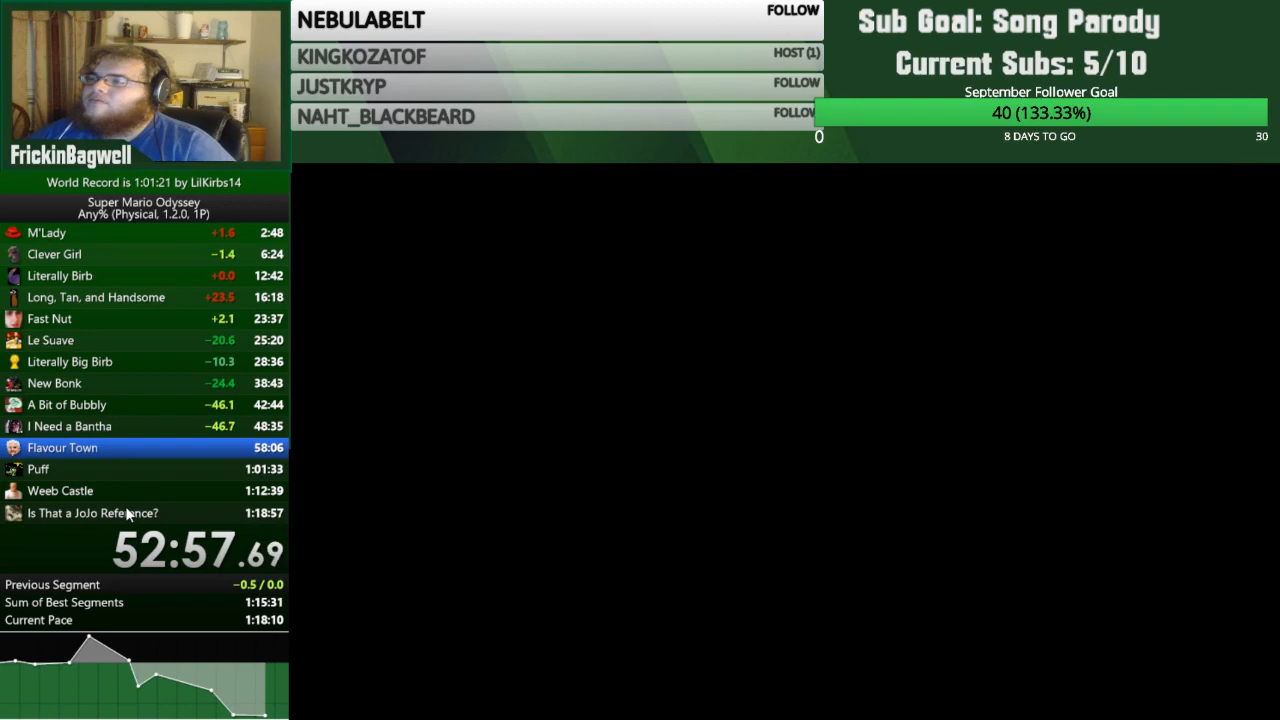 FrickinBagwell
NEBULABELT FOLLOW
KINGKOZATOF HOST (1)
JUSTKRYP FOLLOW
NAHT_BLACKBEARD FOLLOW
Sub Goal: Song Parody
Current Subs: 5/10
September Follower Goal
40 (133.33%)
0 8 DAYS TO GO 30
World Record is 1:01:21 by LilKirbs14
Super Mario Odyssey
Any% (Physical, 1.2.0, 1P)
M'Lady +1.6 2:48
Clever Girl −1.4 6:24
Literally Birb +0.0 12:42
Long, Tan, and Handsome +23.5 16:18
Fast Nut +2.1 23:37
Le Suave −20.6 25:20
Literally Big Birb −10.3 28:36
New Bonk −24.4 38:43
A Bit of Bubbly −46.1 42:44
I Need a Bantha −46.7 48:35
Flavour Town 58:06
Puff 1:01:33
Weeb Castle 1:12:39
Is That a JoJo Reference? 1:18:57
52:57.69
Previous Segment −0.5 / 0.0
Sum of Best Segments 1:15:31
Current Pace 1:18:10